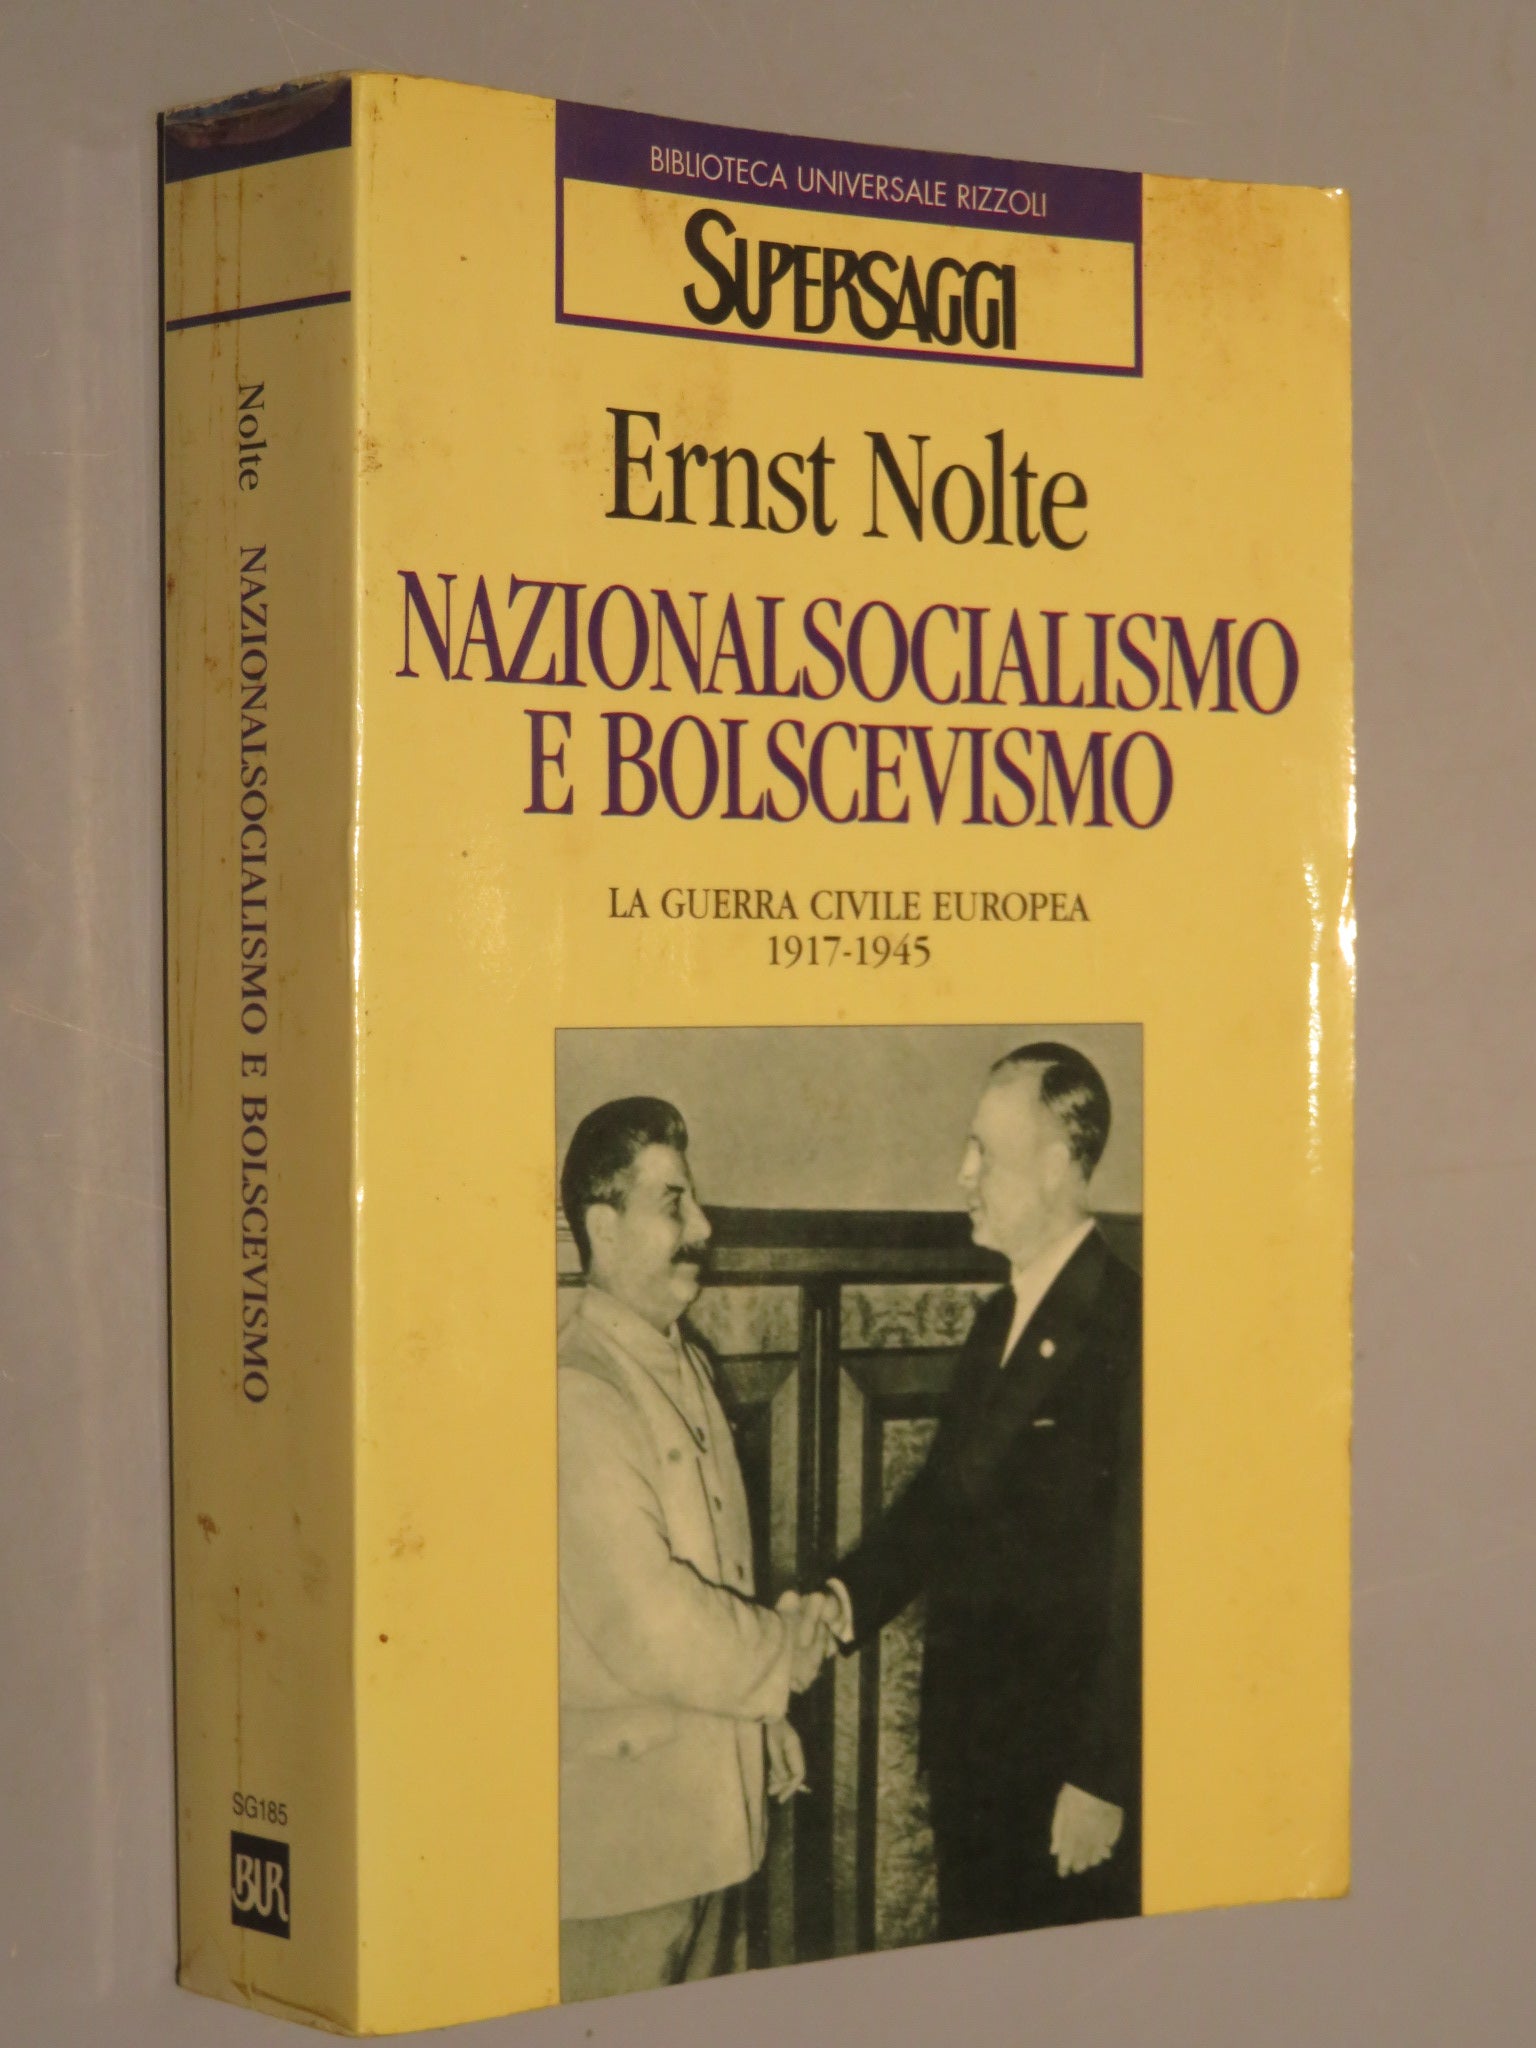 BIBLIOTECA UNIVERSALE RIZZOLI
SUPERSAGGI
Ernst Nolte
NAZIONALSOCIALISMO
E BOLSCEVISMO
LA GUERRA CIVILE EUROPEA
1917-1945
Nolte NAZIONALSOCIALISMO E BOLSCEVISMO
SG185
BUR